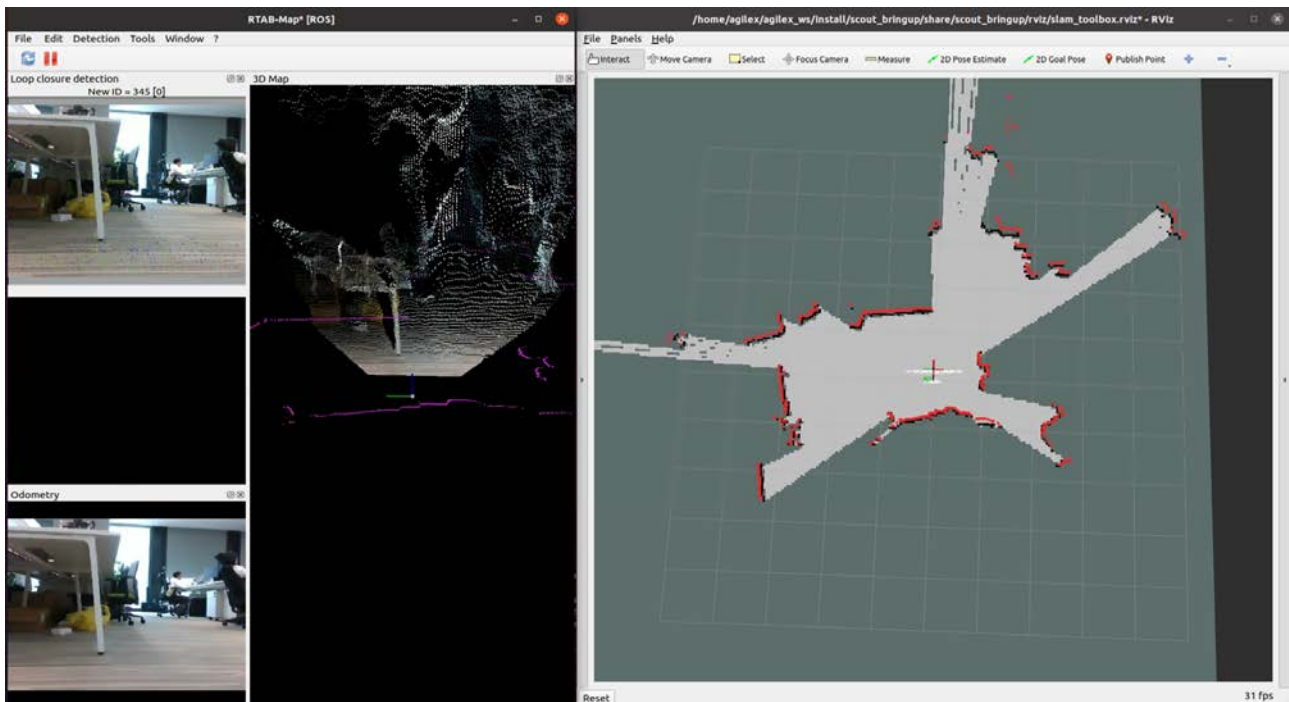 RTAB-Map* [ROS]
File Edit Detection Tools Window ?
Loop closure detection
New ID = 345 [0]
3D Map
Odometry
/home/agilex/agilex_ws/install/scout_bringup/share/scout_bringup/rviz/slam_toolbox.rviz* - RViz
File Panels Help
Interact Move Camera Select Focus Camera Measure 2D Pose Estimate 2D Goal Pose Publish Point
Reset
31 fps